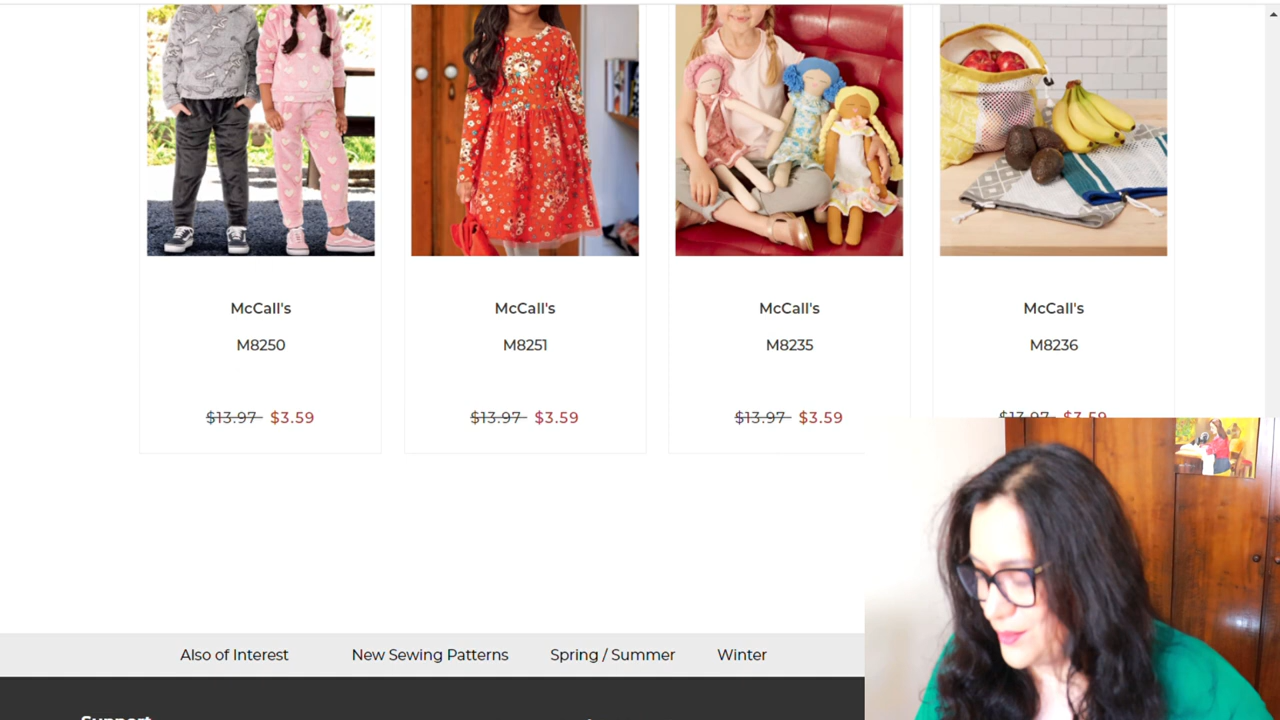 McCall's McCall's McCall's McCall's
M8250 M8251 M8235 M8236
$13.97 $3.59 $13.97 $3.59 $13.97 $3.59 $13.97 $3.59
Also of Interest New Sewing Patterns Spring / Summer Winter
Support